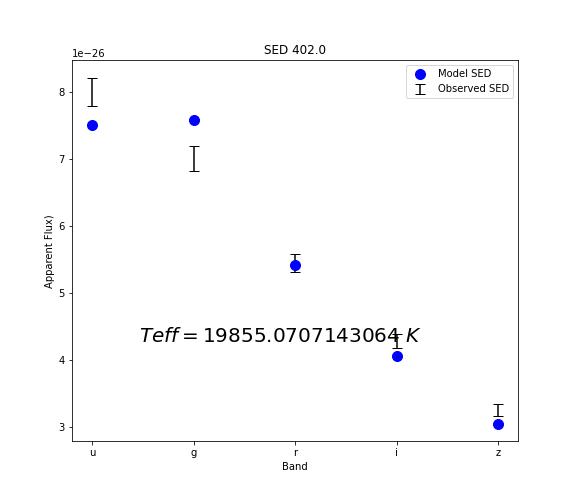 SED 402.0
1e−26
Model SED
Observed SED
8
7
6
5
4
3
Apparent Flux)
Teff = 19855.0707143064 K
u g r i z
Band